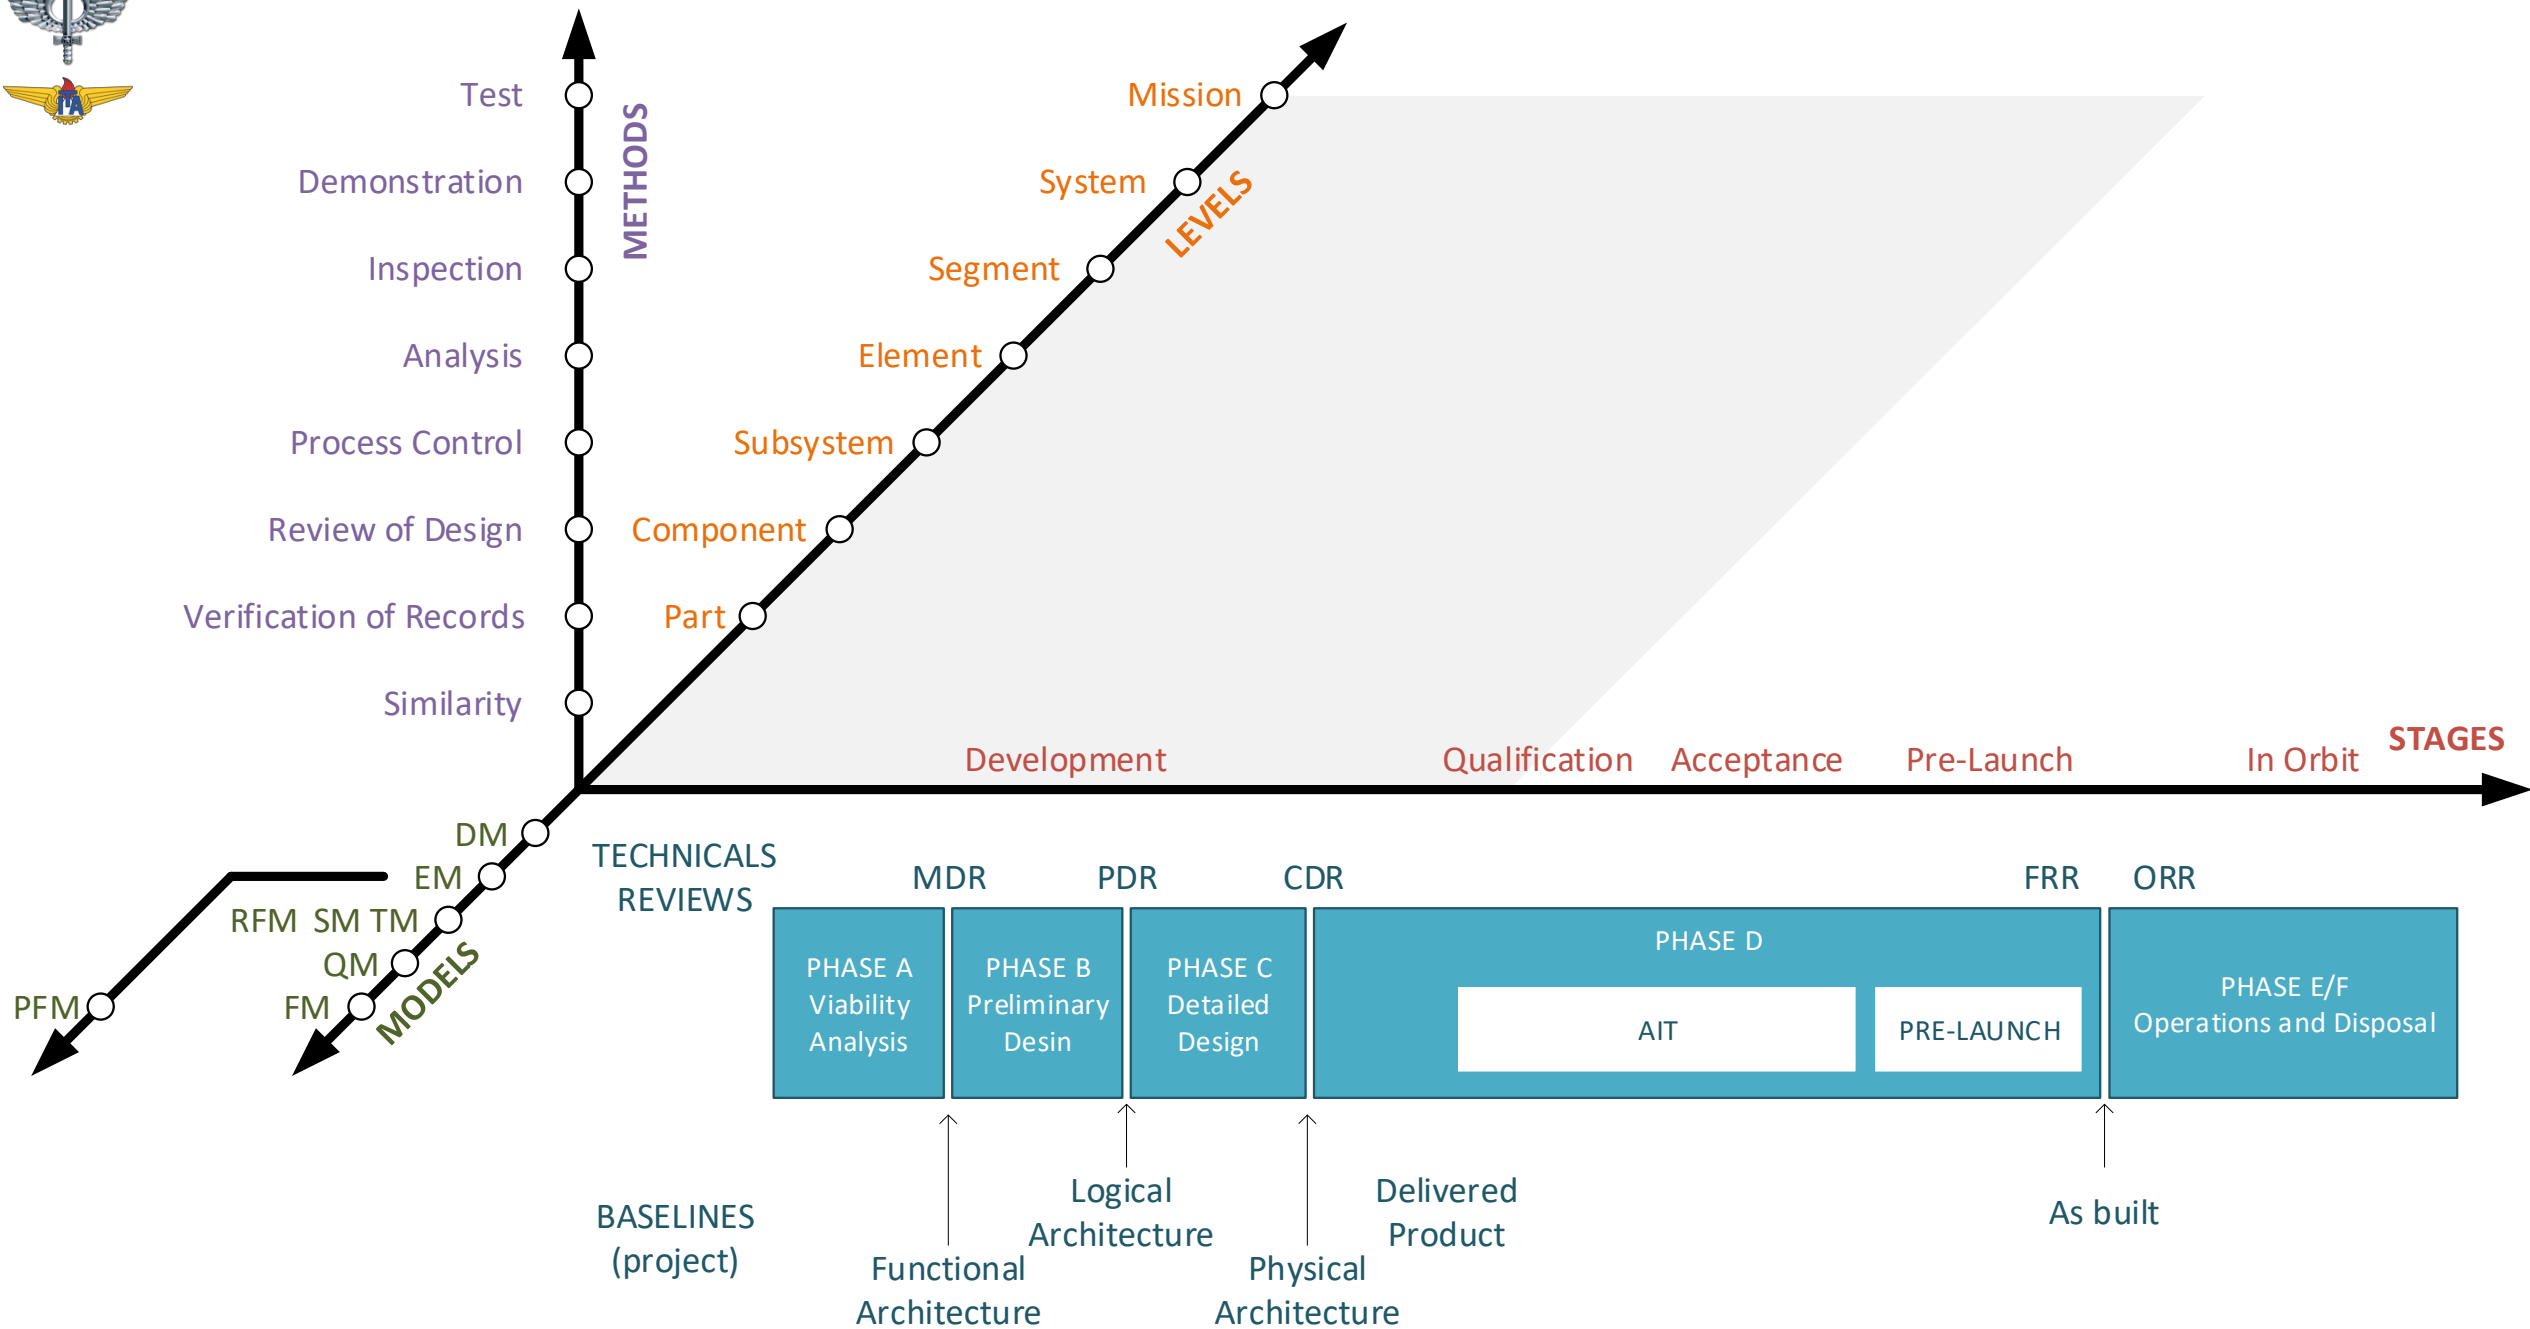 ITA
Test
Demonstration
Inspection
Analysis
Process Control
Review of Design
Verification of Records
Similarity
METHODS
Mission
System
Segment
Element
Subsystem
Component
Part
LEVELS
Development
Qualification
Acceptance
Pre-Launch
In Orbit
STAGES
DM
EM
RFM SM TM
QM
FM
PFM
MODELS
TECHNICALS
REVIEWS
MDR
PDR
CDR
FRR
ORR
PHASE A
Viability
Analysis
PHASE B
Preliminary
Desin
PHASE C
Detailed
Design
PHASE D
AIT
PRE-LAUNCH
PHASE E/F
Operations and Disposal
BASELINES
(project)
Functional
Architecture
Logical
Architecture
Physical
Architecture
Delivered
Product
As built